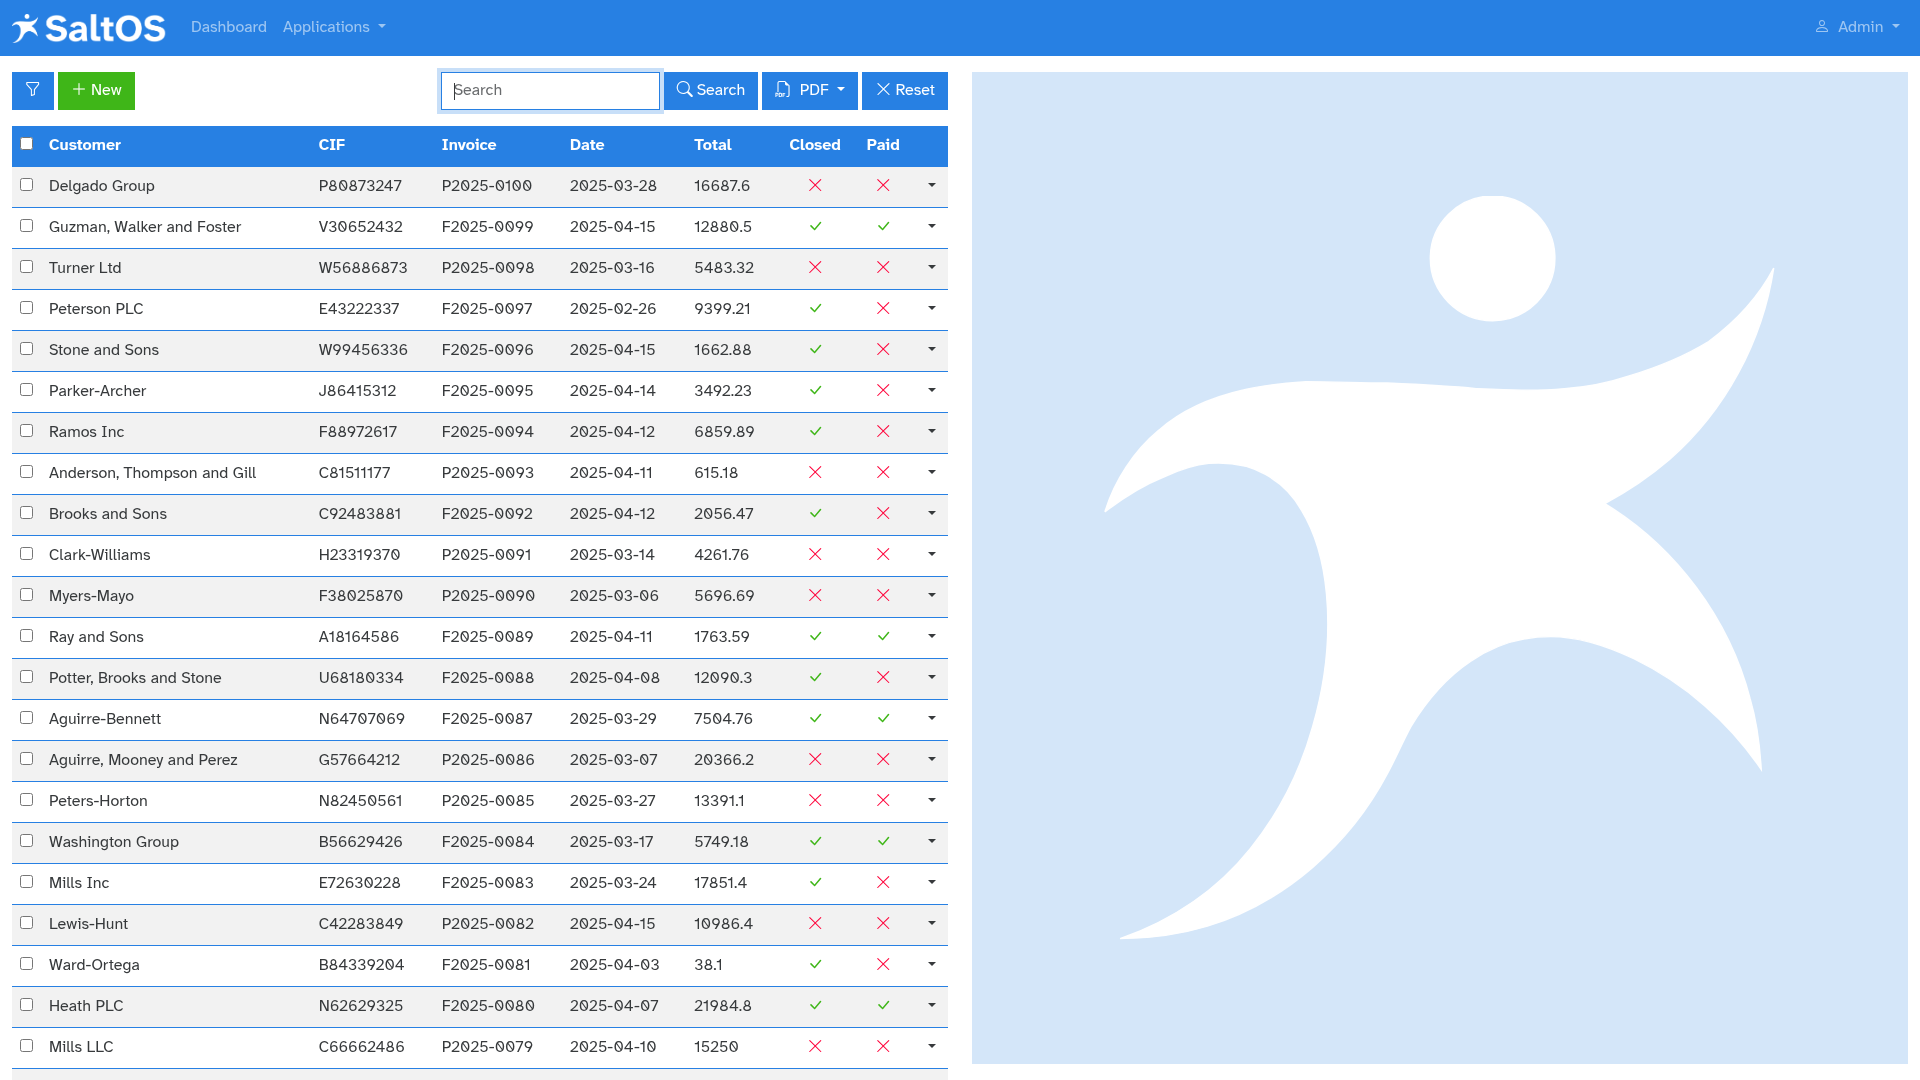 SaltOS Dashboard Applications Admin
New Search Search PDF Reset
Customer CIF Invoice Date Total Closed Paid
Delgado Group P80873247 P2025-0100 2025-03-28 16687.6
Guzman, Walker and Foster V30652432 F2025-0099 2025-04-15 12880.5
Turner Ltd W56886873 P2025-0098 2025-03-16 5483.32
Peterson PLC E43222337 F2025-0097 2025-02-26 9399.21
Stone and Sons W99456336 F2025-0096 2025-04-15 1662.88
Parker-Archer J86415312 F2025-0095 2025-04-14 3492.23
Ramos Inc F88972617 F2025-0094 2025-04-12 6859.89
Anderson, Thompson and Gill C81511177 P2025-0093 2025-04-11 615.18
Brooks and Sons C92483881 F2025-0092 2025-04-12 2056.47
Clark-Williams H23319370 P2025-0091 2025-03-14 4261.76
Myers-Mayo F38025870 P2025-0090 2025-03-06 5696.69
Ray and Sons A18164586 F2025-0089 2025-04-11 1763.59
Potter, Brooks and Stone U68180334 F2025-0088 2025-04-08 12090.3
Aguirre-Bennett N64707069 F2025-0087 2025-03-29 7504.76
Aguirre, Mooney and Perez G57664212 P2025-0086 2025-03-07 20366.2
Peters-Horton N82450561 P2025-0085 2025-03-27 13391.1
Washington Group B56629426 F2025-0084 2025-03-17 5749.18
Mills Inc E72630228 F2025-0083 2025-03-24 17851.4
Lewis-Hunt C42283849 P2025-0082 2025-04-15 10986.4
Ward-Ortega B84339204 F2025-0081 2025-04-03 38.1
Heath PLC N62629325 F2025-0080 2025-04-07 21984.8
Mills LLC C66662486 P2025-0079 2025-04-10 15250